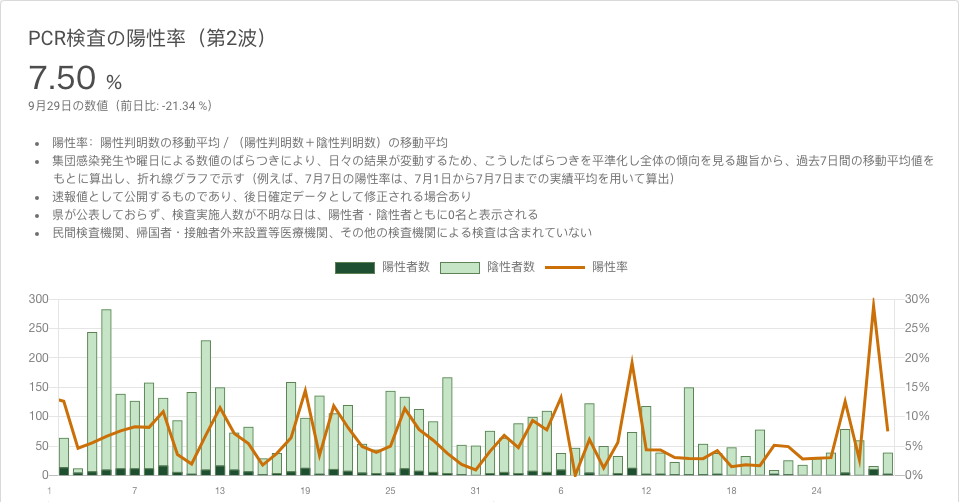 PCR検査の陽性率（第2波）
7.50 %
9月29日の数値（前日比: -21.34 %）
• 陽性率：陽性判明数の移動平均 / （陽性判明数＋陰性判明数）の移動平均
• 集団感染発生や曜日による数値のばらつきにより、日々の結果が変動するため、こうしたばらつきを平準化し全体の傾向を見る趣旨から、過去7日間の移動平均値を
もとに算出し、折れ線グラフで示す（例えば、7月7日の陽性率は、7月1日から7月7日までの実績平均を用いて算出）
• 速報値として公開するものであり、後日確定データとして修正される場合あり
• 県が公表しておらず、検査実施人数が不明な日は、陽性者・陰性者ともに0名と表示される
• 民間検査機関、帰国者・接触者外来設置等医療機関、その他の検査機関による検査は含まれていない
陽性者数 陰性者数 陽性率
300 30%
250 25%
200 20%
150 15%
100 10%
50 5%
0 0%
1 7 13 19 25 31 6 12 18 24